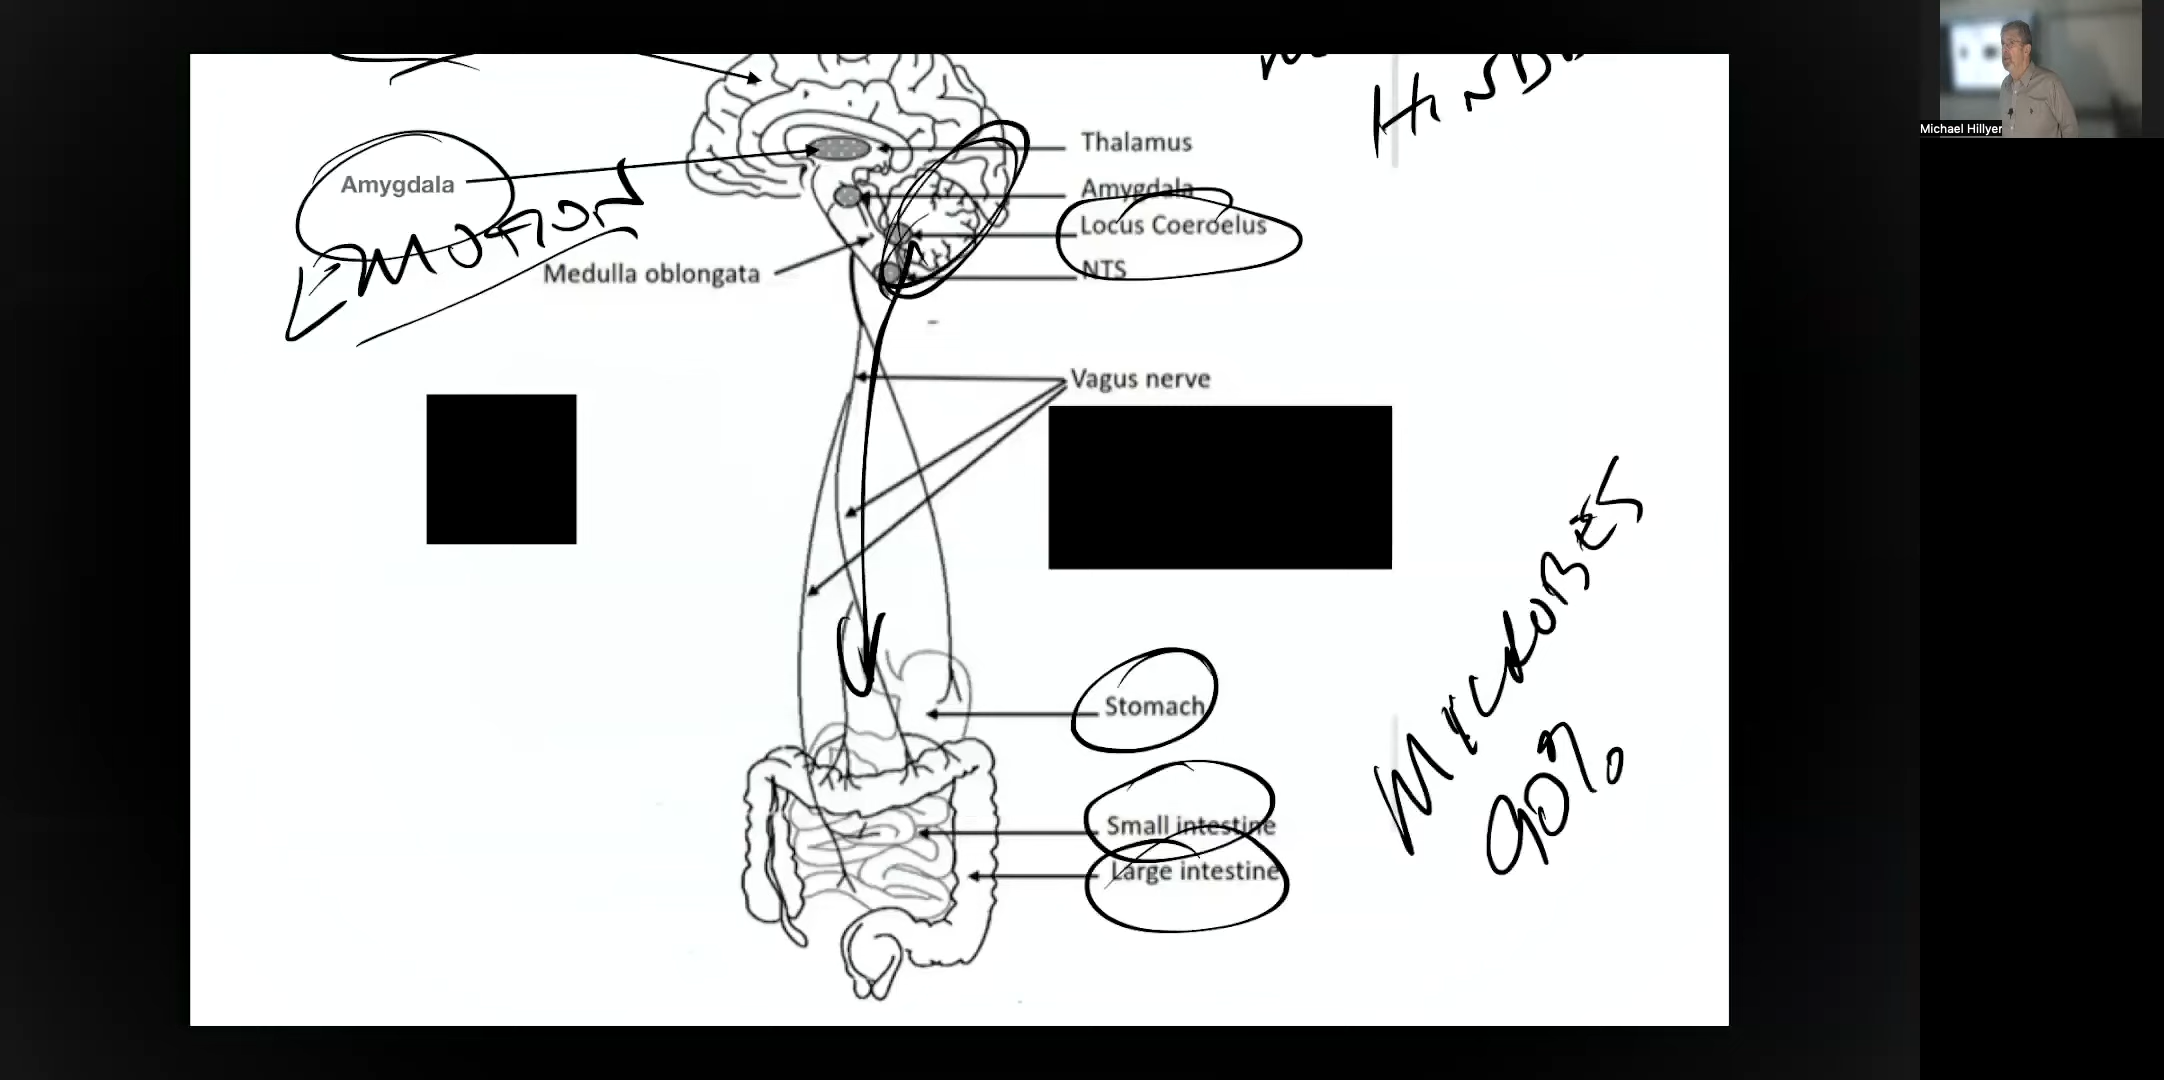 Michael Hillyer
HINDB
Thalamus
Amygdala
Amygdala
Locus Coeroelus
EMOTION
Medulla oblongata
NTS
Vagus nerve
MICROBES
90%
Stomach
Small intestine
Large intestine